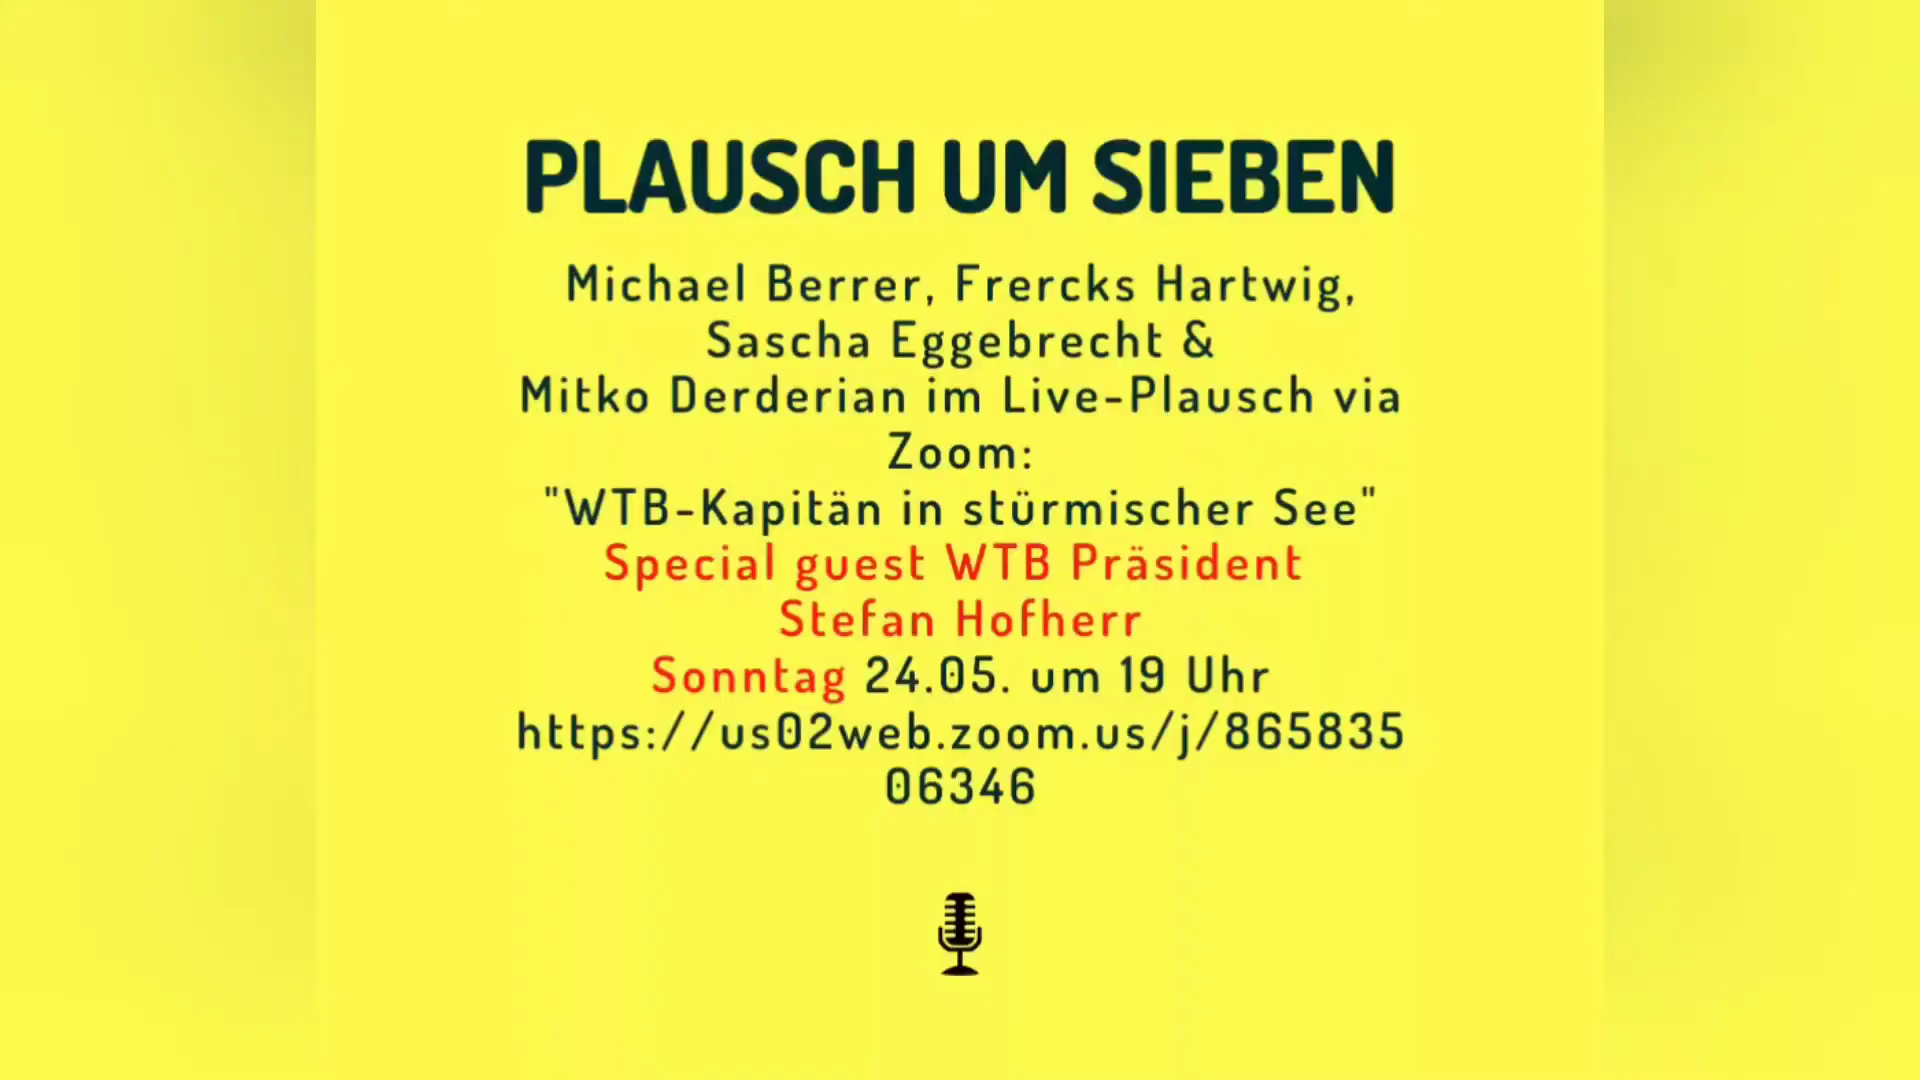 PLAUSCH UM SIEBEN
Michael Berrer, Frercks Hartwig,
Sascha Eggebrecht &
Mitko Derderian im Live-Plausch via
Zoom:
"WTB-Kapitän in stürmischer See"
Special guest WTB Präsident
Stefan Hofherr
Sonntag 24.05. um 19 Uhr
https://us02web.zoom.us/j/865835
06346